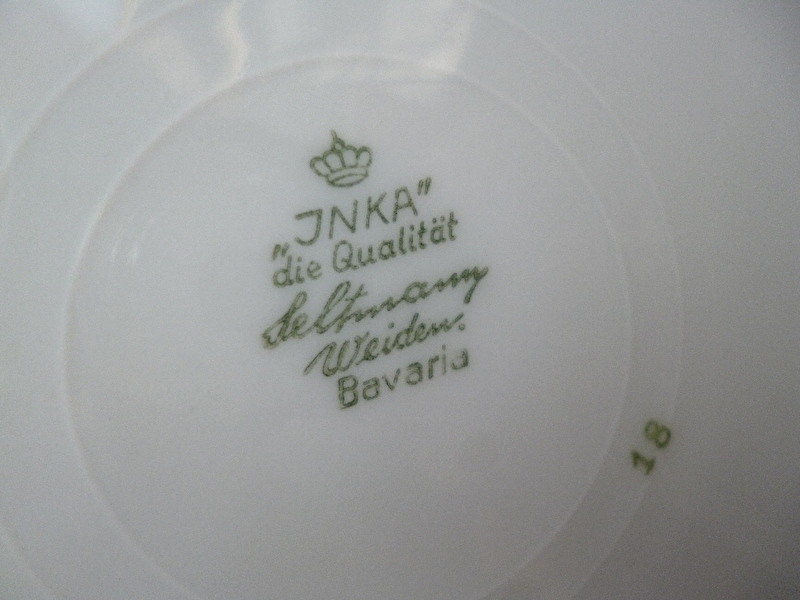 „JNKA”
die Qualität
Seltmann
Weiden.
Bavaria
18